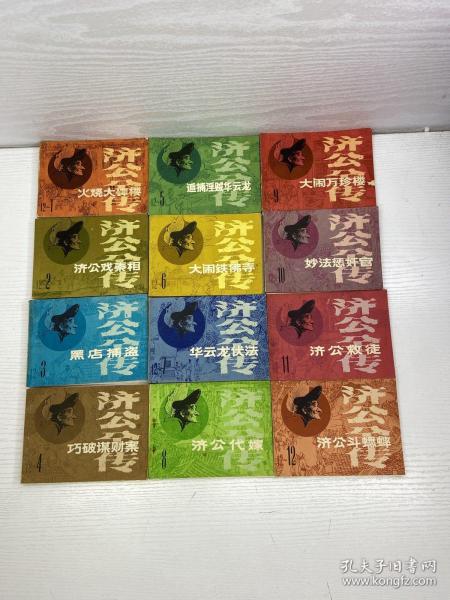 济公传
火烧大碑楼
12-1
济公传
追捕淫贼华云龙
5
济公传
大闹万珍楼
9
济公传
济公戏秦相
2
济公传
大闹铁佛寺
6
济公传
妙法惩奸官
10
济公传
黑店捕盗
3
济公传
华云龙伏法
济公传
济公救徒
11
济公传
巧破谋财案
4
济公传
济公代嫁
8
济公传
济公斗蟋蟀
12
孔夫子旧书网
www.kongfz.com